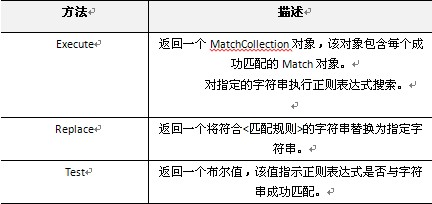 方法 描述
Execute 返回一个 MatchCollection 对象，该对象包含每个成
功匹配的 Match 对象。
对指定的字符串执行正则表达式搜索。
Replace 返回一个将符合<匹配规则>的字符串替换为指定字
符串。
Test 返回一个布尔值，该值指示正则表达式是否与字符
串成功匹配。